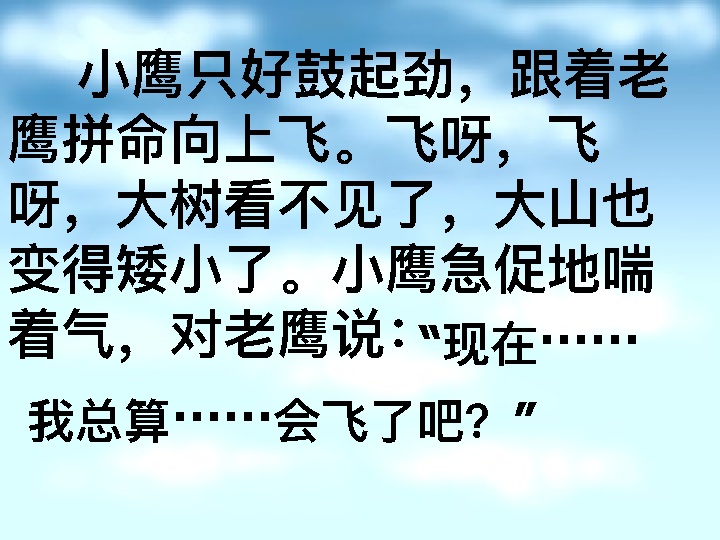 小鹰只好鼓起劲，跟着老
鹰拼命向上飞。飞呀，飞
呀，大树看不见了，大山也
变得矮小了。小鹰急促地喘
着气，对老鹰说：“现在……
我总算……会飞了吧？”